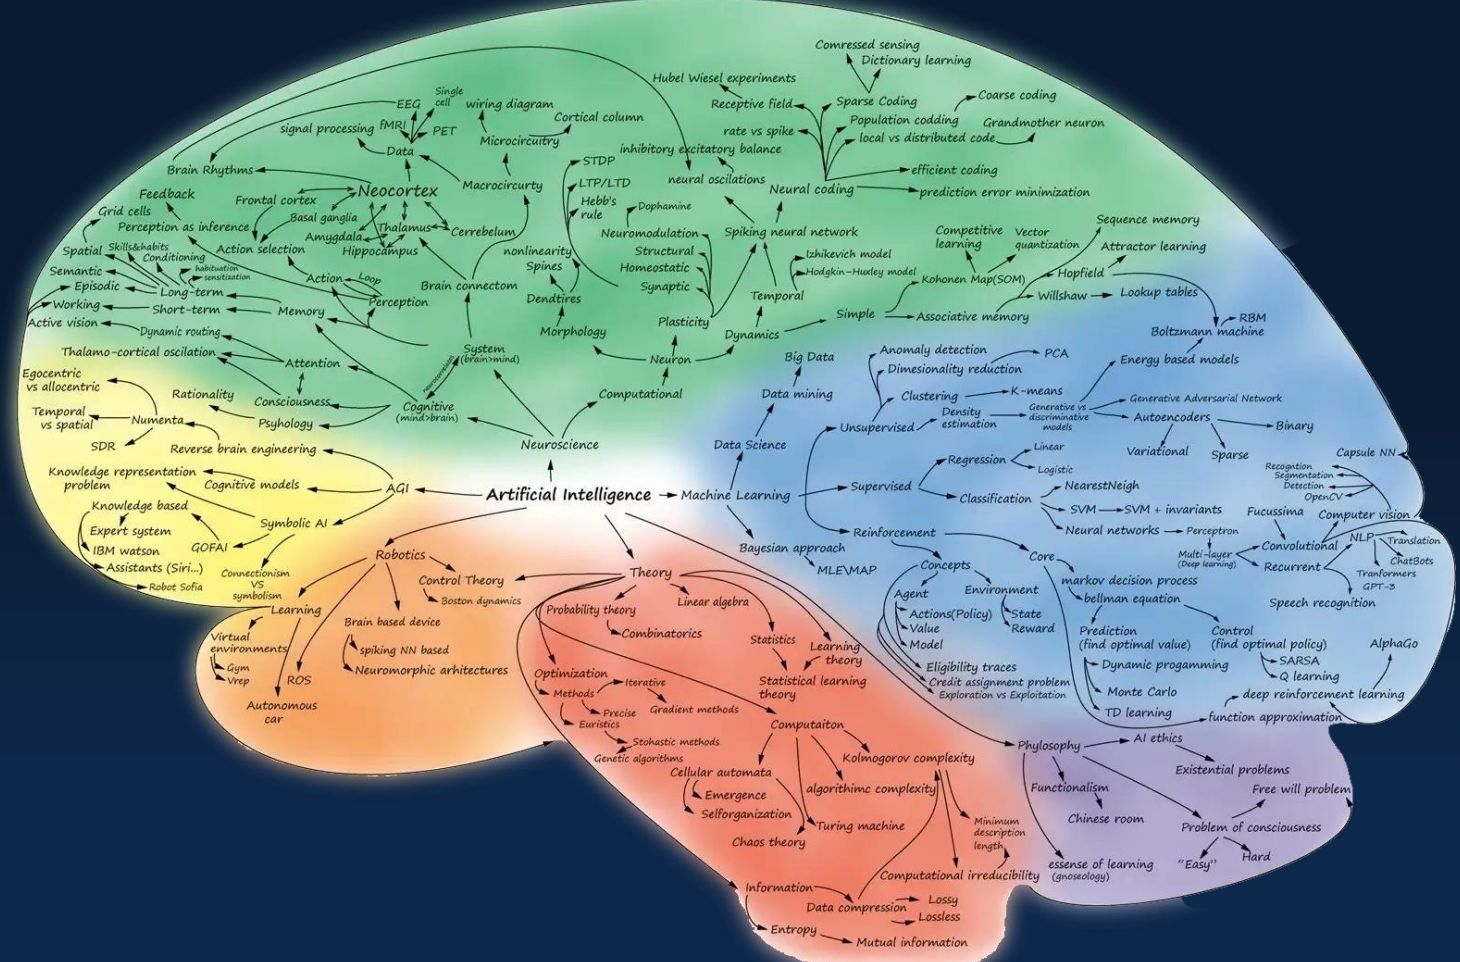 Comressed sensing
Dictionary learning
Hubel Wiesel experiments
Receptive field
Sparse Coding
Coarse coding
Population codding
Grandmother neuron
rate vs spike
local vs distributed code
inhibitory excitatory balance
neural oscilations
Neural coding
efficient coding
prediction error minimization
EEG
Single
cell
wiring diagram
Cortical column
signal processing
fMRI
PET
Microcircuitry
Data
STDP
Brain Rhythms
Neocortex
Macrocircurty
LTP/LTD
Feedback
Frontal cortex
Hebb's
rule
Dophamine
Grid cells
Basal ganglia
Perception as inference
Amygdala
Thalamus
Cerrebelum
Neuromodulation
Spiking neural network
Spatial
Skills&habits
Conditioning
Action selection
Hippocampus
nonlinearity
Structural
Izhikevich model
Semantic
habituation
sensitization
Spines
Homeostatic
Hodgkin-Huxley model
Episodic
Long-term
Action
Loop
Brain connectom
Synaptic
Working
Short-term
Memory
Perception
Dendtires
Temporal
Active vision
Dynamic routing
Morphology
Plasticity
Dynamics
Simple
Associative memory
Thalamo-cortical oscilation
Attention
System
(brain>mind)
Neuron
Competitive
learning
Vector
quantization
Sequence memory
Attractor learning
Kohonen Map(SOM)
Hopfield
Willshaw
Lookup tables
RBM
Boltzmann machine
Energy based models
Egocentric
vs allocentric
Rationality
Consciousness
Cognitive
(mind>brain)
Computational
Temporal
vs spatial
Numenta
Psyhology
Neuroscience
SDR
Reverse brain engineering
Knowledge representation
problem
Cognitive models
AGI
Artificial Intelligence
Machine Learning
Knowledge based
Symbolic AI
Expert system
GOFAI
IBM watson
Assistants (Siri...)
Robot Sofia
Connectionism
VS
symbolism
Big Data
Data mining
Data Science
Bayesian approach
MLE\MAP
Anomaly detection
Dimesionality reduction
PCA
Clustering
K-means
Unsupervised
Density
estimation
Generative vs
discriminative
models
Generative Adversarial Network
Autoencoders
Binary
Variational
Sparse
Supervised
Regression
Linear
Logistic
Classification
NearestNeigh
SVM
SVM + invariants
Neural networks
Perceptron
Multi-layer
(Deep learning)
Capsule NN
Recogntion
Segmentation
Detection
OpenCV
Fucussima
Computer vision
Convolutional
NLP
Translation
ChatBots
Tranformers
GPT-3
Recurrent
Speech recognition
Reinforcement
Concepts
Core
Agent
Environment
Actions(Policy)
Value
Model
State
Reward
Eligibility traces
Credit assignment problem
Exploration vs Exploitation
markov decision process
bellman equation
Prediction
(find optimal value)
Control
(find optimal policy)
Dynamic progamming
Monte Carlo
TD learning
SARSA
Q learning
AlphaGo
deep reinforcement learning
function approximation
Robotics
Control Theory
Boston dynamics
Learning
Brain based device
Virtual
environments
Gym
Vrep
spiking NN based
Neuromorphic arhitectures
ROS
Autonomous
car
Theory
Probability theory
Combinatorics
Linear algebra
Statistics
Learning
theory
Statistical learning
theory
Optimization
Methods
Iterative
Gradient methods
Precise
Euristics
Stohastic methods
Genetic algorithms
Computaiton
Kolmogorov complexity
Cellular automata
algorithimc complexity
Emergence
Selforganization
Turing machine
Chaos theory
Minimum
description
length
Computational irreducibility
Information
Data compression
Lossy
Lossless
Entropy
Mutual information
Phylosophy
AI ethics
Existential problems
Functionalism
Free will problem
Chinese room
Problem of consciousness
essense of learning
(gnoseology)
"Easy"
Hard